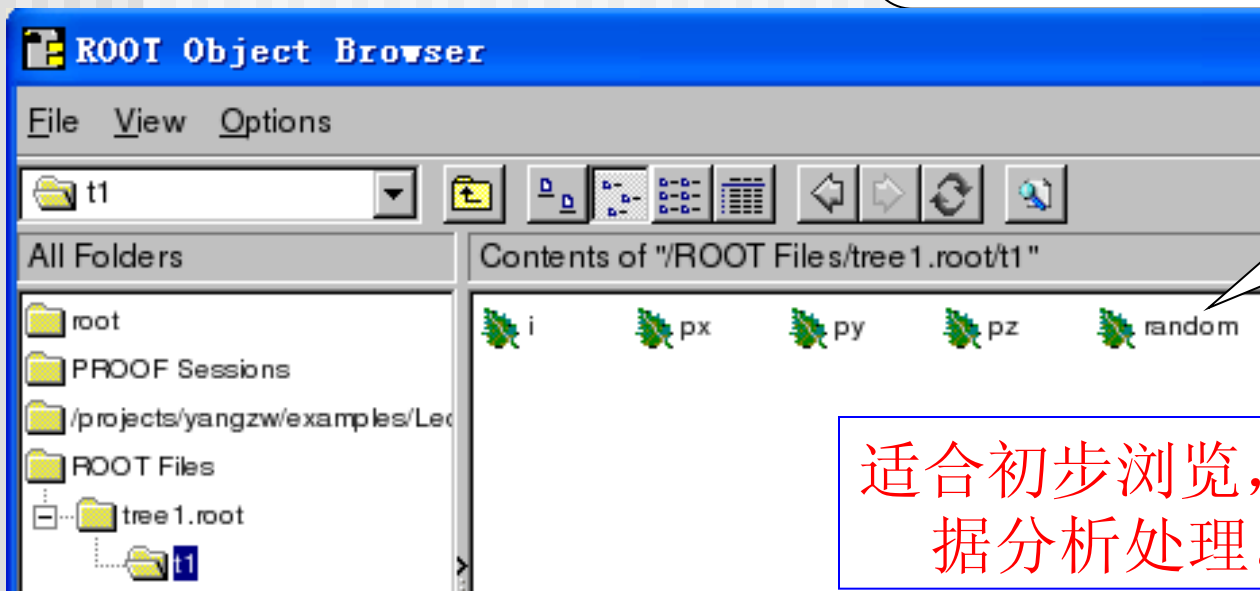 ROOT Object Browser
File View Options
t1
All Folders
Contents of "/ROOT Files/tree1.root/t1"
root
PROOF Sessions
/projects/yangzw/examples/Lec
ROOT Files
tree1.root
t1
i px py pz random
适合初步浏览，
据分析处理